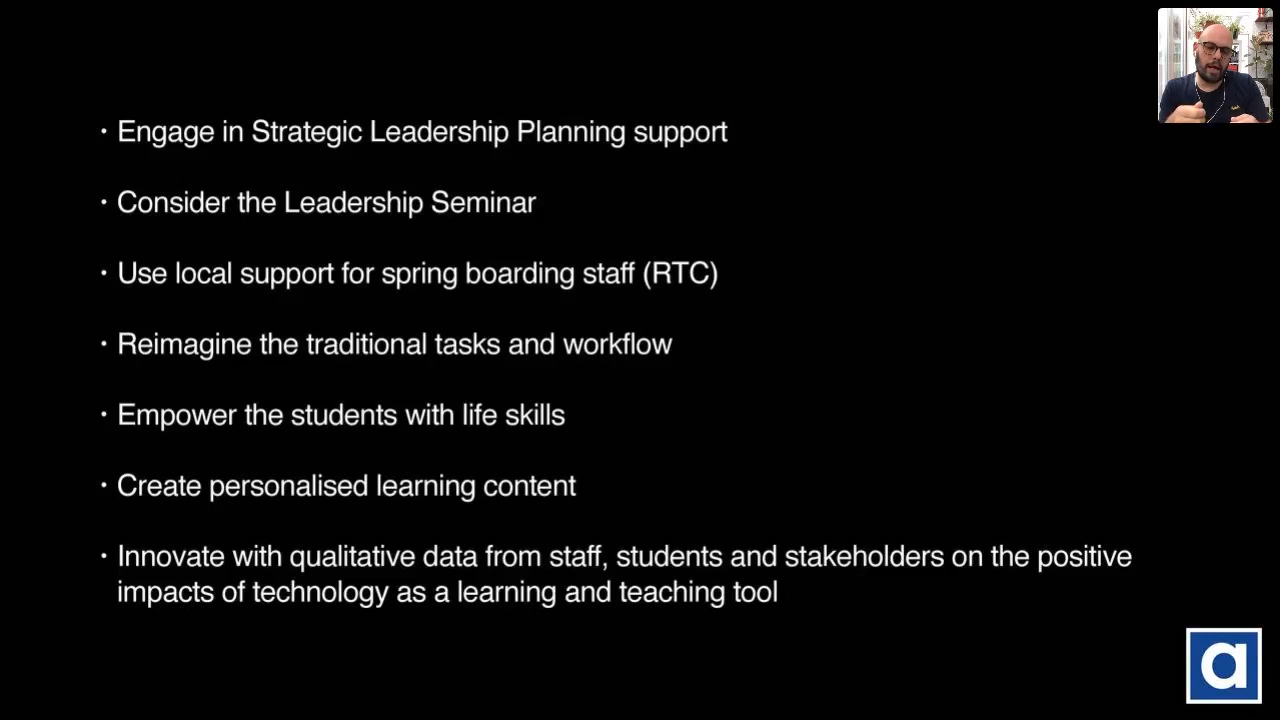 · Engage in Strategic Leadership Planning support
· Consider the Leadership Seminar
· Use local support for spring boarding staff (RTC)
· Reimagine the traditional tasks and workflow
· Empower the students with life skills
· Create personalised learning content
· Innovate with qualitative data from staff, students and stakeholders on the positive
impacts of technology as a learning and teaching tool
a